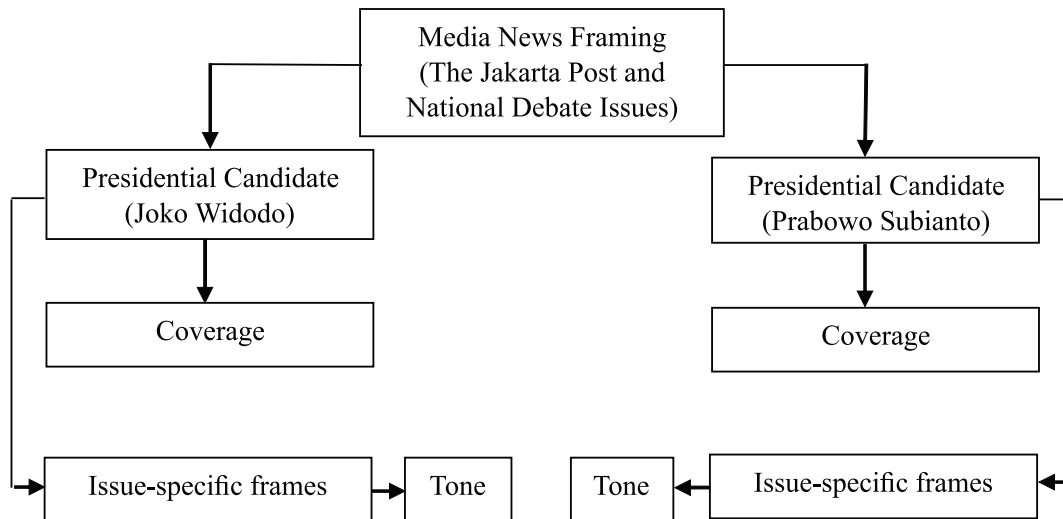 Media News Framing
(The Jakarta Post and
National Debate Issues)
Presidential Candidate
(Joko Widodo)
Presidential Candidate
(Prabowo Subianto)
Coverage
Coverage
Issue-specific frames
Tone
Tone
Issue-specific frames